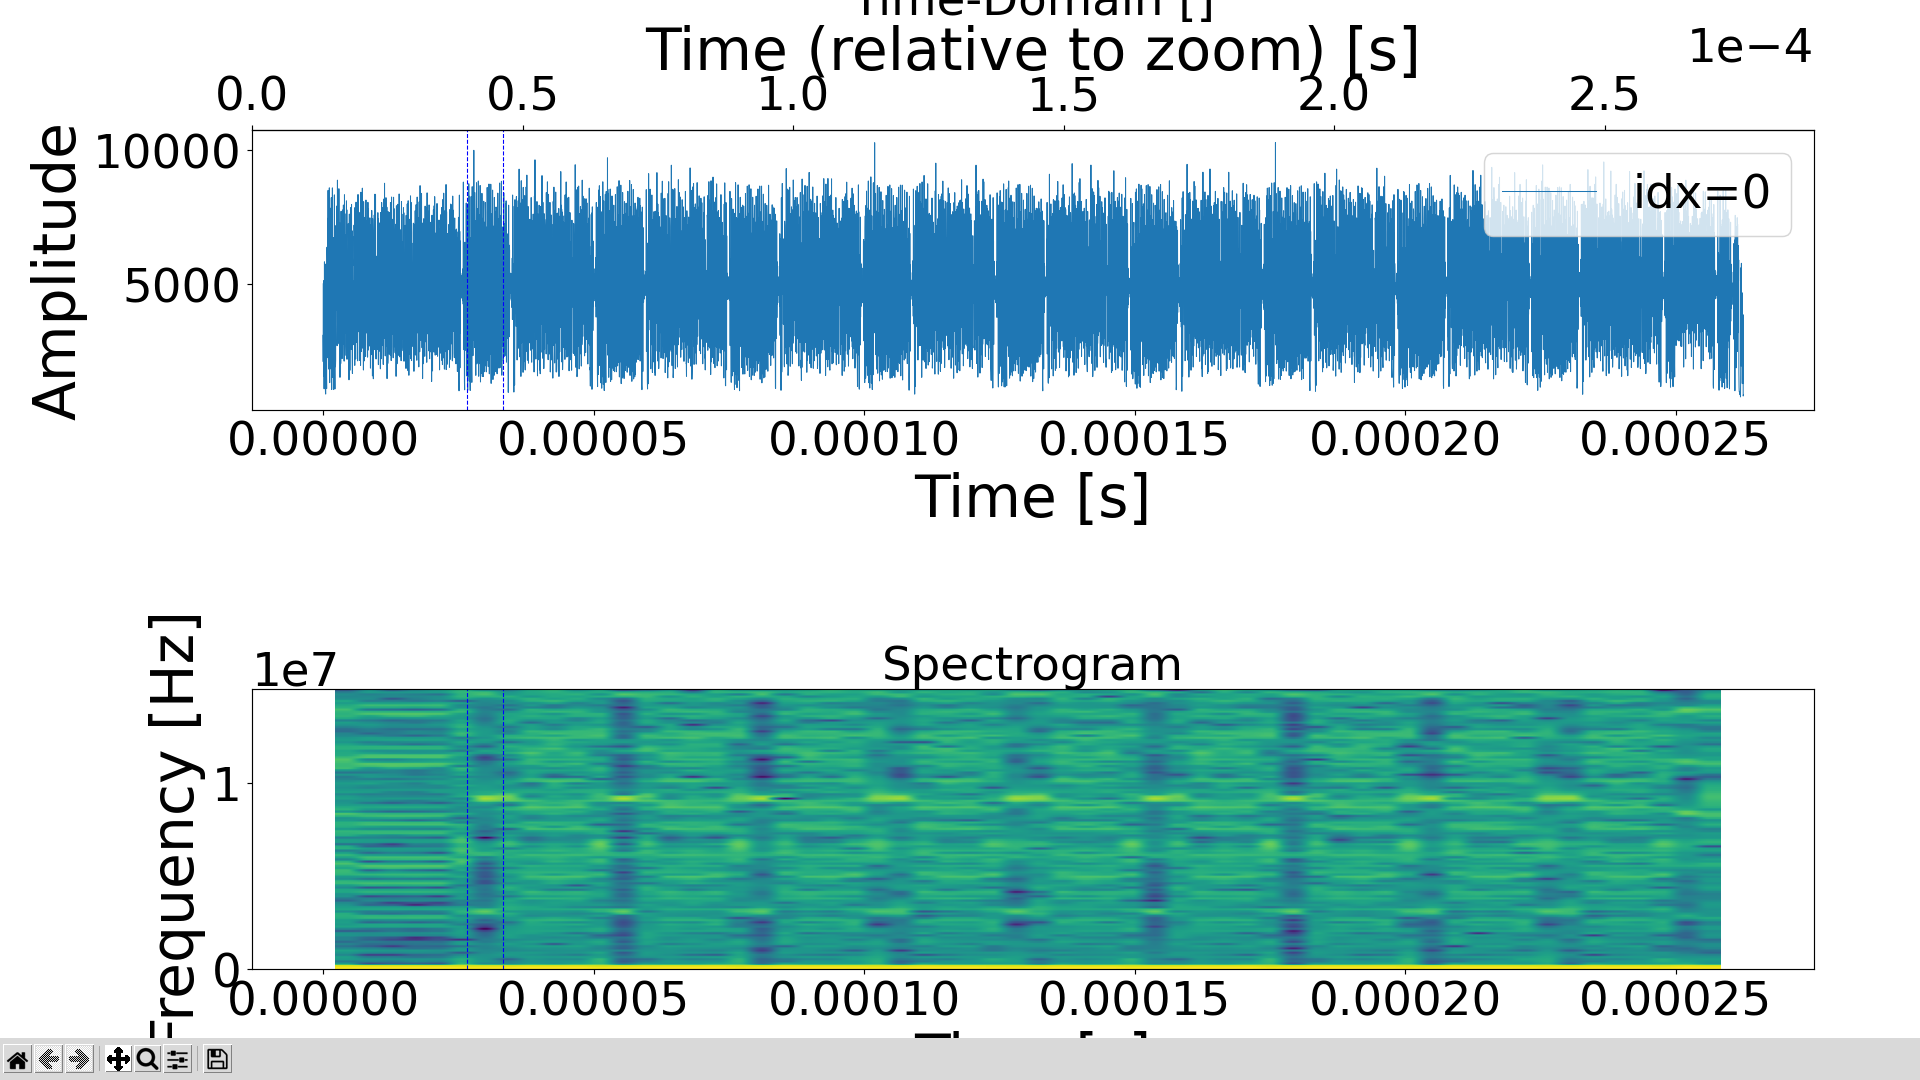 Time-Domain []
Time (relative to zoom) [s]
1e−4
0.0 0.5 1.0 1.5 2.0 2.5
Amplitude
10000
5000
idx=0
0.00000 0.00005 0.00010 0.00015 0.00020 0.00025
Time [s]
Spectrogram
1e7
Frequency [Hz]
1
0
0.00000 0.00005 0.00010 0.00015 0.00020 0.00025